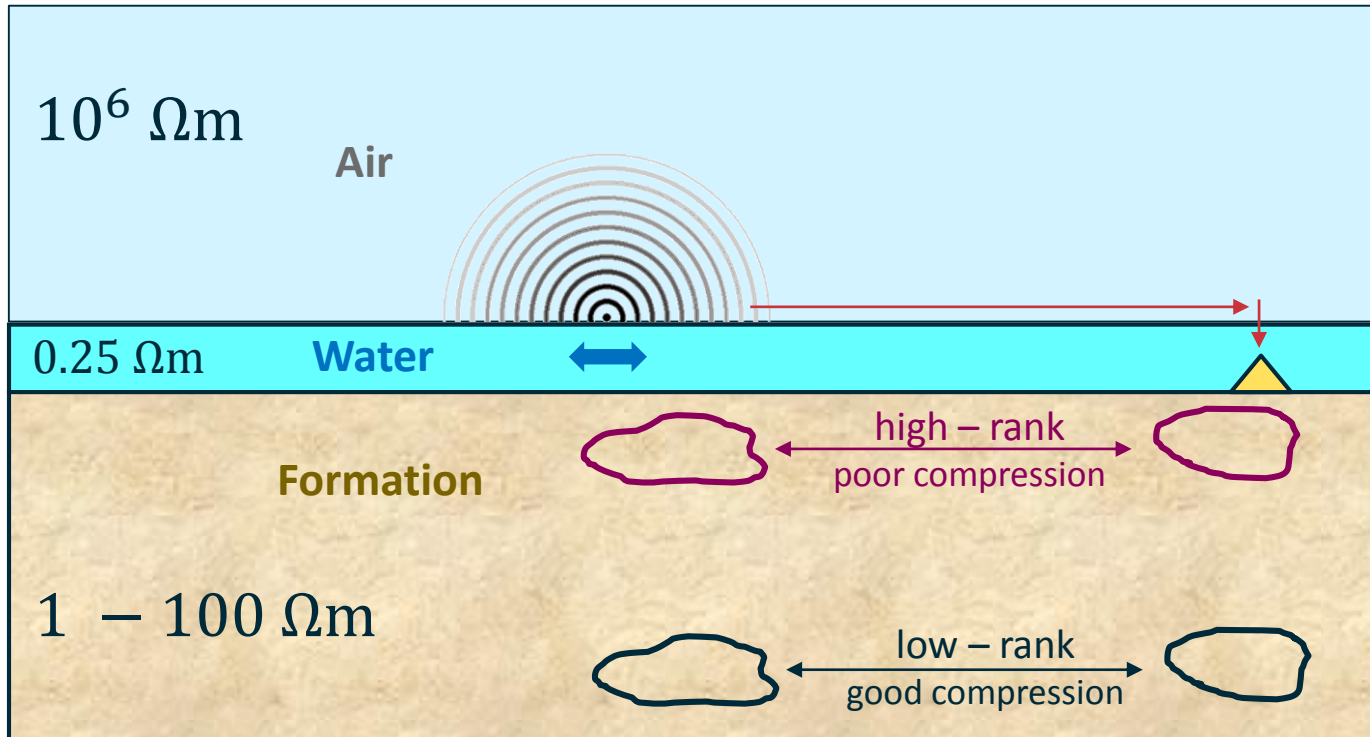 10⁶ Ωm
Air
0.25 Ωm
Water
high – rank
poor compression
Formation
1 – 100 Ωm
low – rank
good compression